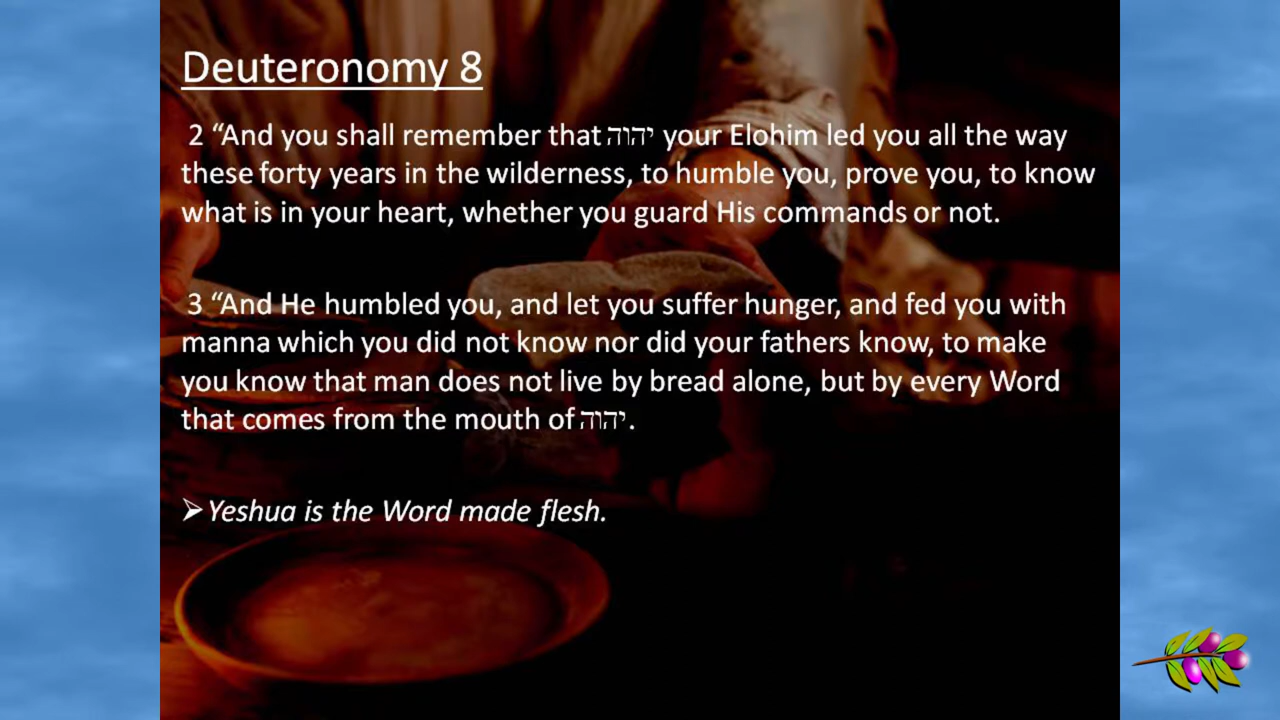 Deuteronomy 8
2 “And you shall remember that יהוה your Elohim led you all the way
these forty years in the wilderness, to humble you, prove you, to know
what is in your heart, whether you guard His commands or not.
3 “And He humbled you, and let you suffer hunger, and fed you with
manna which you did not know nor did your fathers know, to make
you know that man does not live by bread alone, but by every Word
that comes from the mouth of יהוה.
➢Yeshua is the Word made flesh.